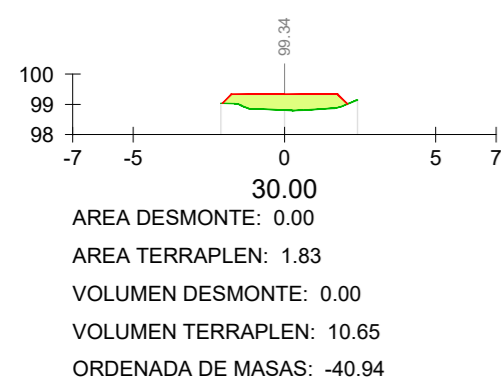 99.34
100
99
98
-7 -5 0 5 7
30.00
AREA DESMONTE: 0.00
AREA TERRAPLEN: 1.83
VOLUMEN DESMONTE: 0.00
VOLUMEN TERRAPLEN: 10.65
ORDENADA DE MASAS: -40.94